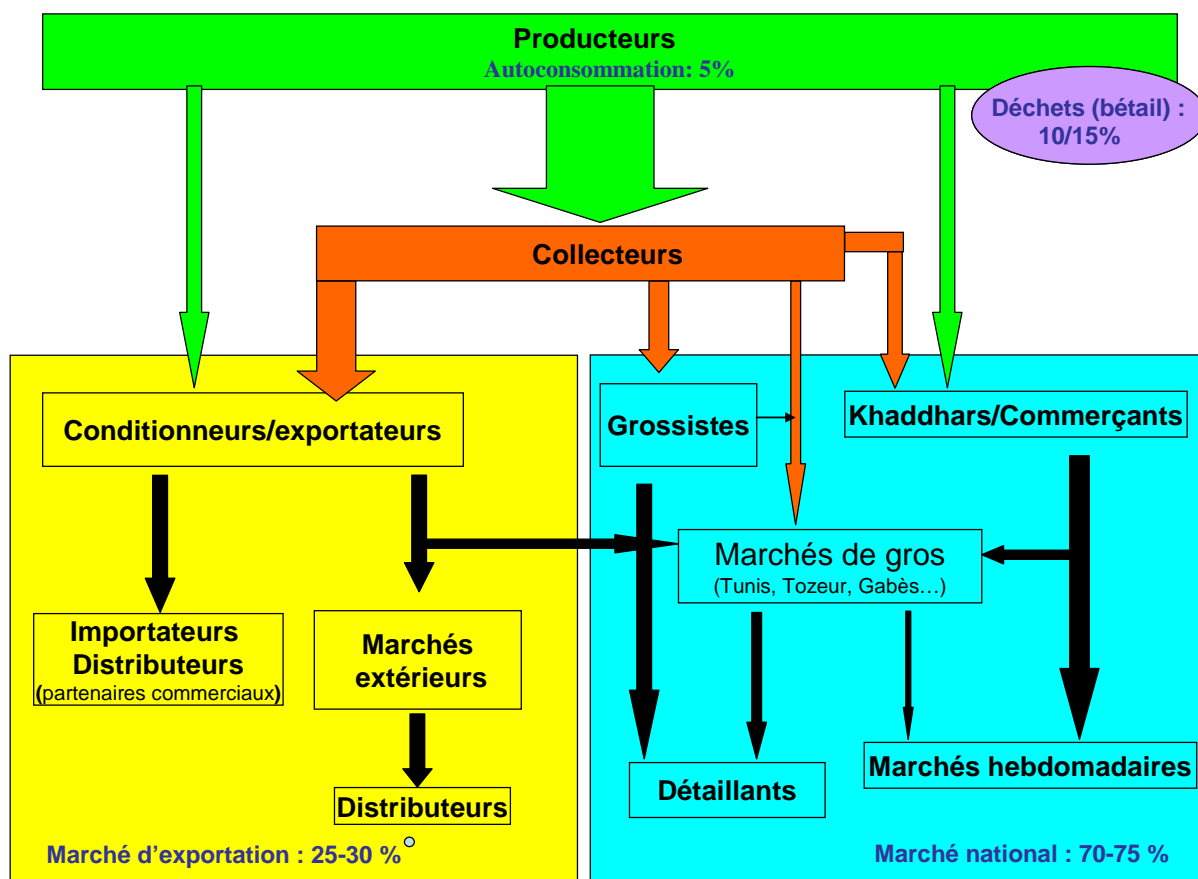 Producteurs
Autoconsommation: 5%
Déchets (bétail) :
10/15%
Collecteurs
Conditionneurs/exportateurs
Grossistes
Khaddhars/Commerçants
Marchés de gros
(Tunis, Tozeur, Gabès…)
Importateurs
Distributeurs
(partenaires commerciaux)
Marchés
extérieurs
Distributeurs
Détaillants
Marchés hebdomadaires
Marché d’exportation : 25-30 %
Marché national : 70-75 %